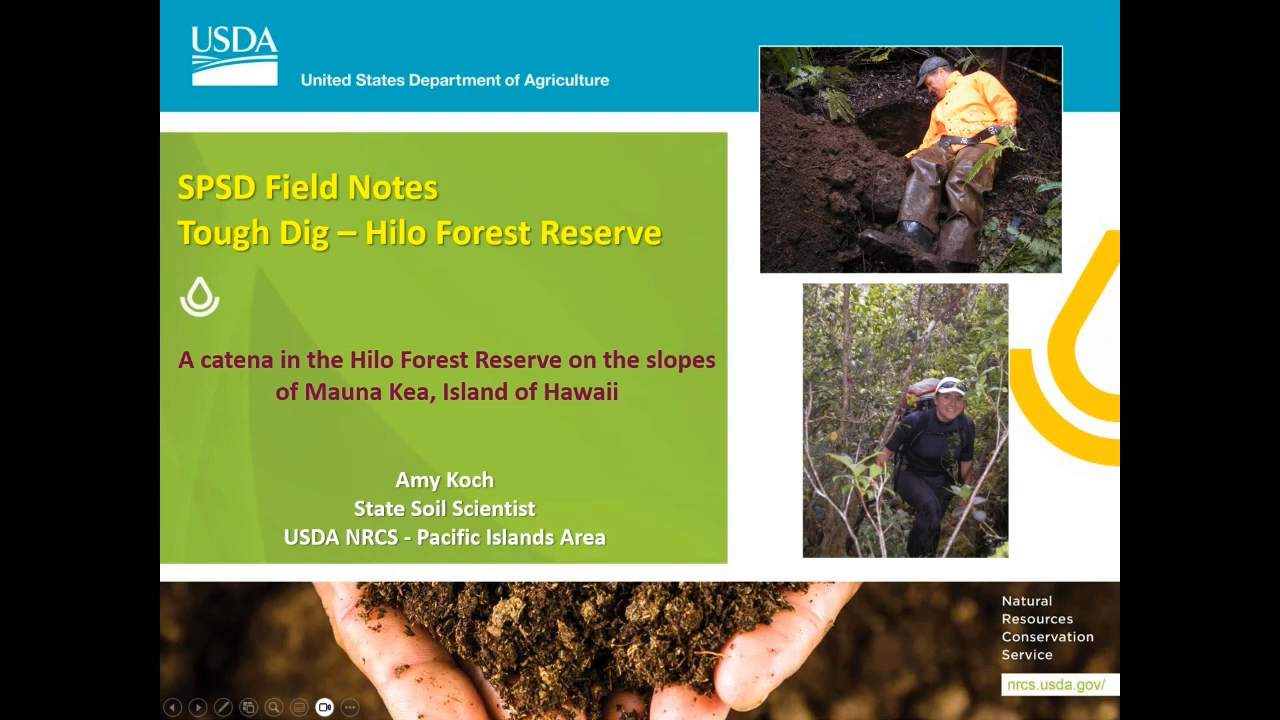 USDA
United States Department of Agriculture
SPSD Field Notes
Tough Dig – Hilo Forest Reserve
A catena in the Hilo Forest Reserve on the slopes
of Mauna Kea, Island of Hawaii
Amy Koch
State Soil Scientist
USDA NRCS - Pacific Islands Area
Natural
Resources
Conservation
Service
nrcs.usda.gov/